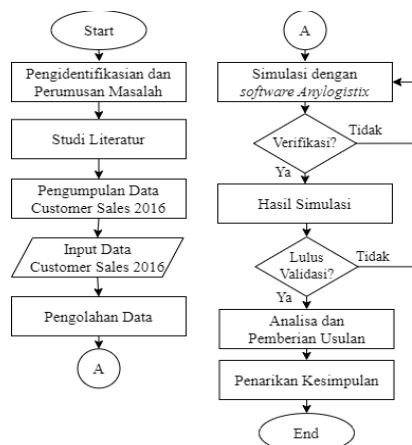 Start
Pengidentifikasian dan
Perumusan Masalah
Studi Literatur
Pengumpulan Data
Customer Sales 2016
Input Data
Customer Sales 2016
Pengolahan Data
A
A
Simulasi dengan
software Anylogistix
Verifikasi?
Tidak
Ya
Hasil Simulasi
Lulus
Validasi?
Tidak
Ya
Analisa dan
Pemberian Usulan
Penarikan Kesimpulan
End